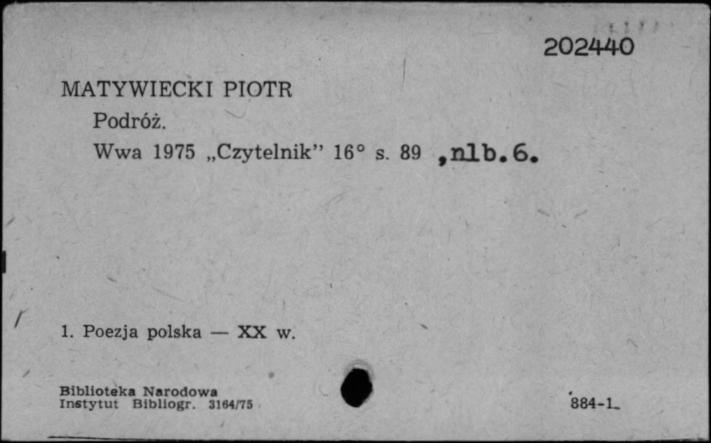 202440
MATYWIECKI PIOTR
Podróż.
Wwa 1975 „Czytelnik” 16° s. 89 ,nlb.6.
1. Poezja polska — XX w.
Biblioteka Narodowa
Instytut Bibliogr. 3164/75
884-1